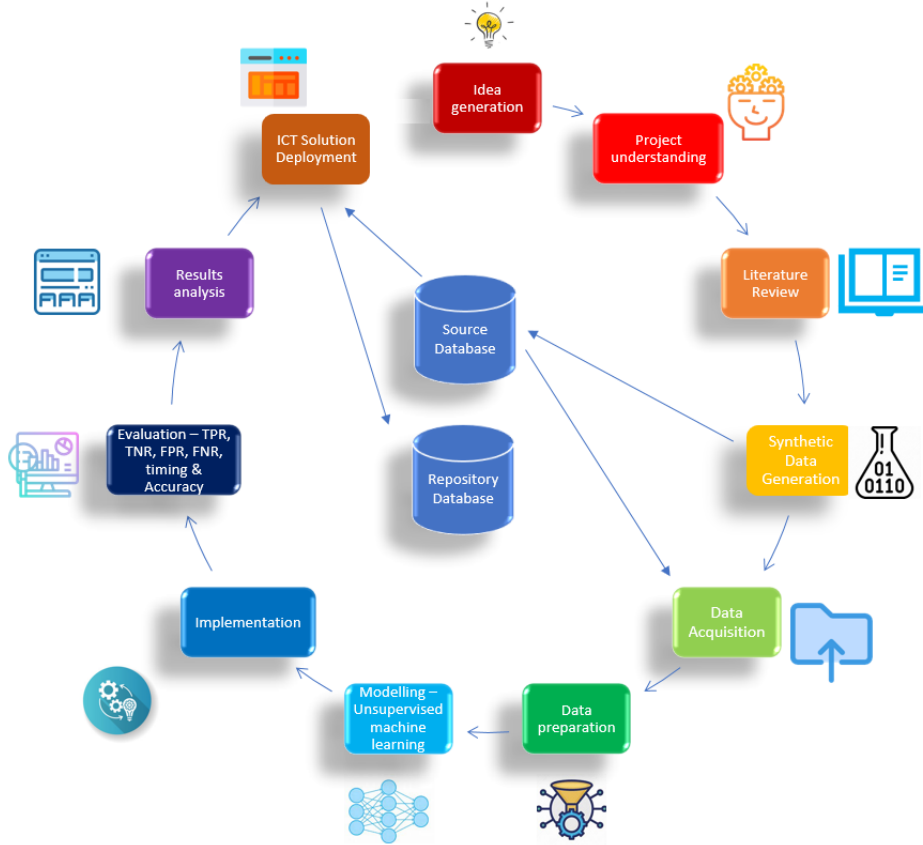 Idea
generation
Project
understanding
Literature
Review
Synthetic
Data
Generation
01
0110
Data
Acquisition
Data
preparation
Modelling –
Unsupervised
machine
learning
Implementation
Evaluation – TPR,
TNR, FPR, FNR,
timing &
Accuracy
Results
analysis
ICT Solution
Deployment
Source
Database
Repository
Database